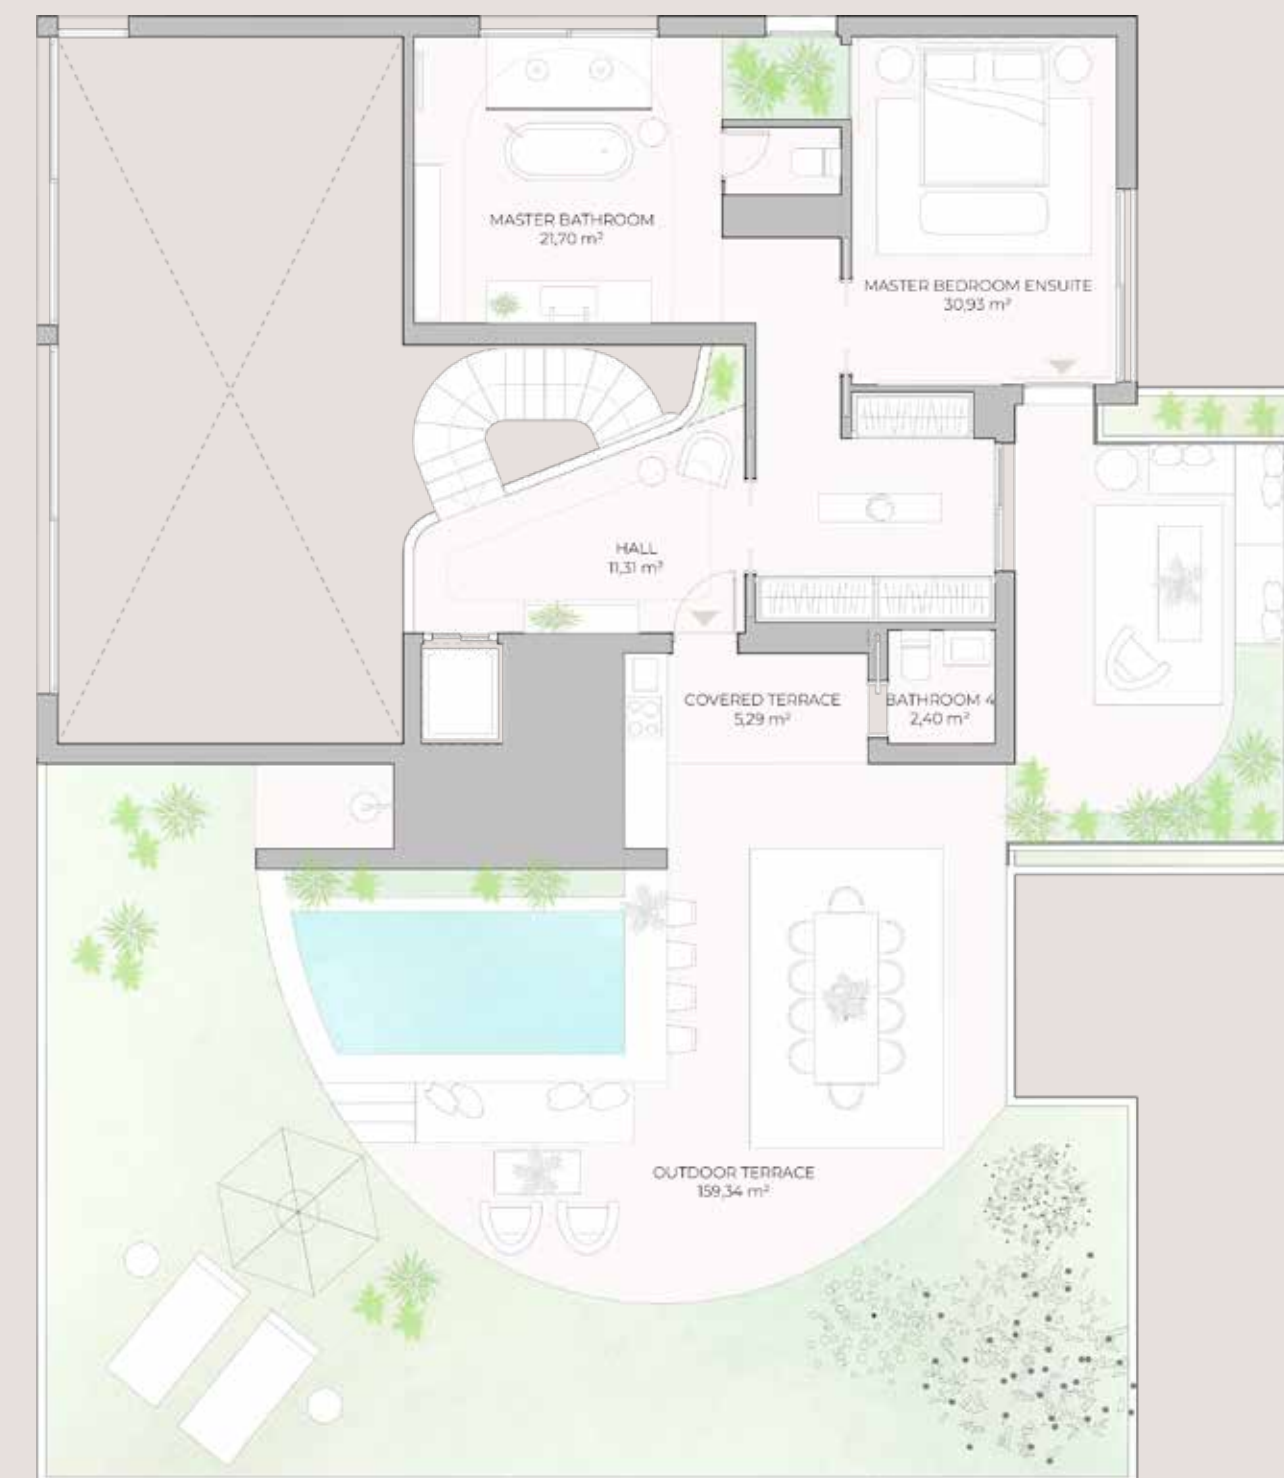 MASTER BATHROOM
21,70 m²
MASTER BEDROOM ENSUITE
30,93 m²
HALL
11,31 m²
COVERED TERRACE
5,29 m²
BATHROOM 4
2,40 m²
OUTDOOR TERRACE
159,34 m²